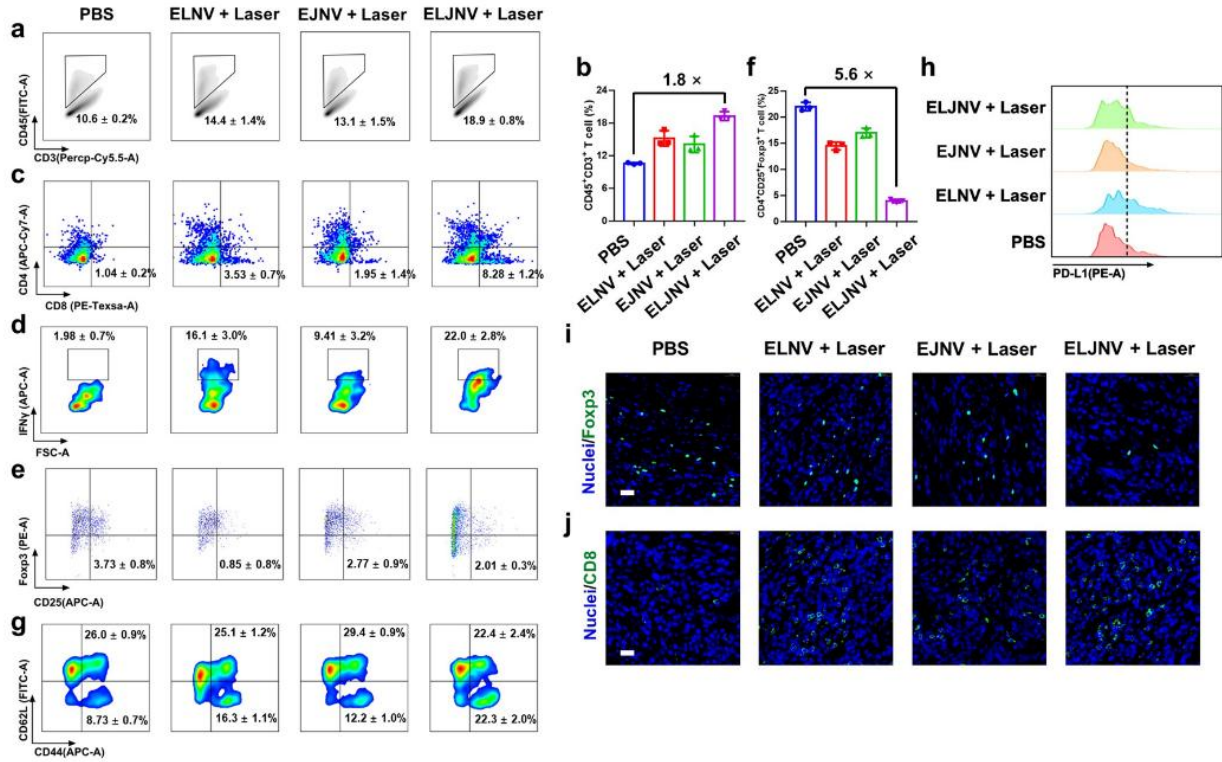 PBS ELNV + Laser EJNV + Laser ELJNV + Laser
a
CD45(FITC-A)
10.6 ± 0.2% 14.4 ± 1.4% 13.1 ± 1.5% 18.9 ± 0.8%
CD3(Percp-Cy5.5-A)
c
CD4 (APC-Cy7-A)
1.04 ± 0.2% 3.53 ± 0.7% 1.95 ± 1.4% 8.28 ± 1.2%
CD8 (PE-Texsa-A)
d
1.98 ± 0.7% 16.1 ± 3.0% 9.41 ± 3.2% 22.0 ± 2.8%
IFNγ (APC-A)
FSC-A
e
Foxp3 (PE-A)
3.73 ± 0.8% 0.85 ± 0.8% 2.77 ± 0.9% 2.01 ± 0.3%
CD25(APC-A)
g
26.0 ± 0.9% 25.1 ± 1.2% 29.4 ± 0.9% 22.4 ± 2.4%
CD62L (FITC-A)
8.73 ± 0.7% 16.3 ± 1.1% 12.2 ± 1.0% 22.3 ± 2.0%
CD44(APC-A)
b
1.8 ×
CD45⁺CD3⁺ T cell (%)
24
18
12
6
0
PBS
ELNV + Laser
EJNV + Laser
ELJNV + Laser
f
5.6 ×
CD4⁺CD25⁺Foxp3⁺ T cell (%)
25
20
15
10
5
0
PBS
ELNV + Laser
EJNV + Laser
ELJNV + Laser
h
ELJNV + Laser
EJNV + Laser
ELNV + Laser
PBS
PD-L1(PE-A)
i
PBS ELNV + Laser EJNV + Laser ELJNV + Laser
Nuclei/Foxp3
j
Nuclei/CD8